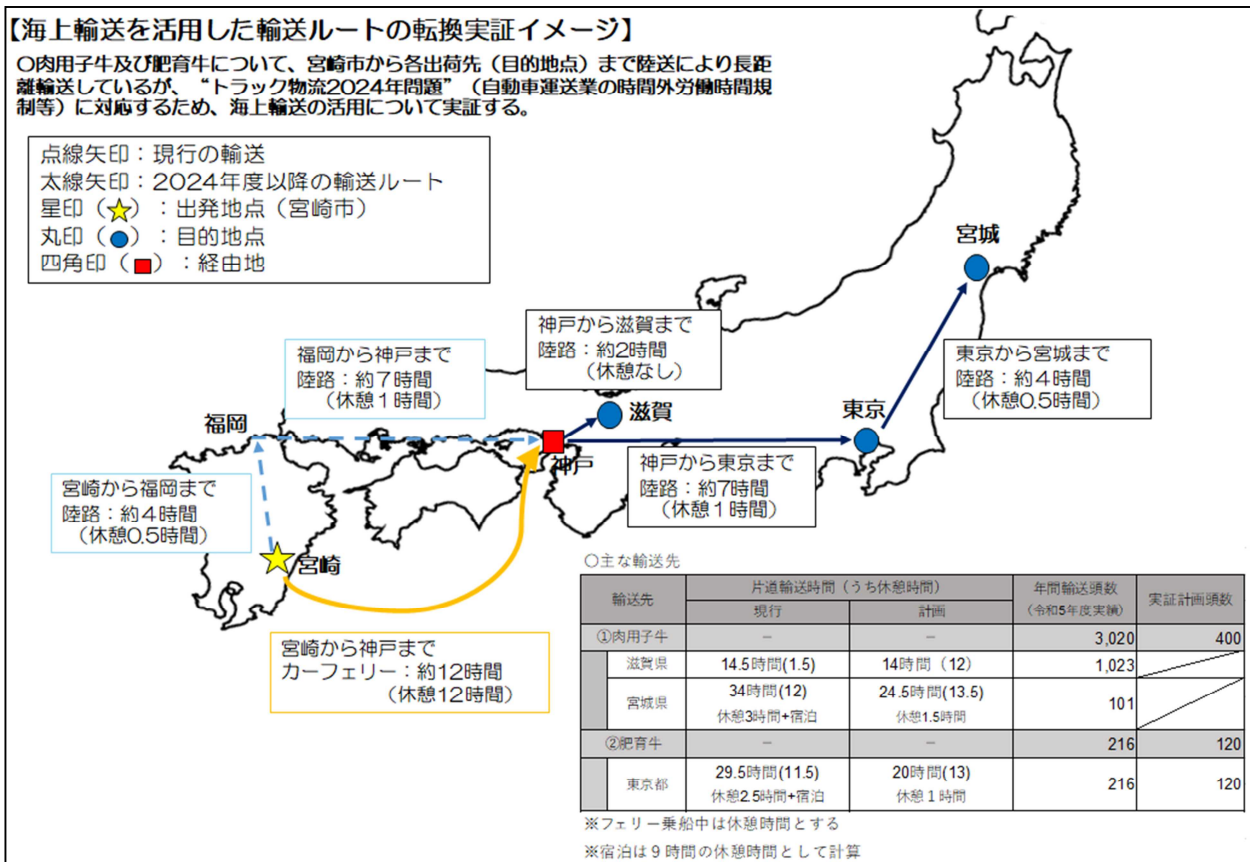 【海上輸送を活用した輸送ルートの転換実証イメージ】
○肉用子牛及び肥育牛について、宮崎市から各出荷先（目的地点）まで陸送により長距
離輸送しているが、“トラック物流2024年問題”（自動車運送業の時間外労働時間規
制等）に対応するため、海上輸送の活用について実証する。
点線矢印：現行の輸送
太線矢印：2024年度以降の輸送ルート
星印（☆）：出発地点（宮崎市）
丸印（●）：目的地点
四角印（■）：経由地
宮城
神戸から滋賀まで
陸路：約2時間
（休憩なし）
福岡から神戸まで
陸路：約7時間
（休憩1時間）
東京から宮城まで
陸路：約4時間
（休憩0.5時間）
福岡
滋賀
東京
神戸
神戸から東京まで
陸路：約7時間
（休憩1時間）
宮崎から福岡まで
陸路：約4時間
（休憩0.5時間）
宮崎
宮崎から神戸まで
カーフェリー：約12時間
（休憩12時間）
○主な輸送先
輸送先 片道輸送時間（うち休憩時間） 年間輸送頭数（令和5年度実績） 実証計画頭数
現行 計画
①肉用子牛 － － 3,020 400
滋賀県 14.5時間(1.5) 14時間（12） 1,023
宮城県 34時間(12) 24.5時間(13.5) 101
休憩3時間+宿泊 休憩1.5時間
②肥育牛 － － 216 120
東京都 29.5時間(11.5) 20時間(13) 216 120
休憩2.5時間+宿泊 休憩1時間
※フェリー乗船中は休憩時間とする
※宿泊は9時間の休憩時間として計算